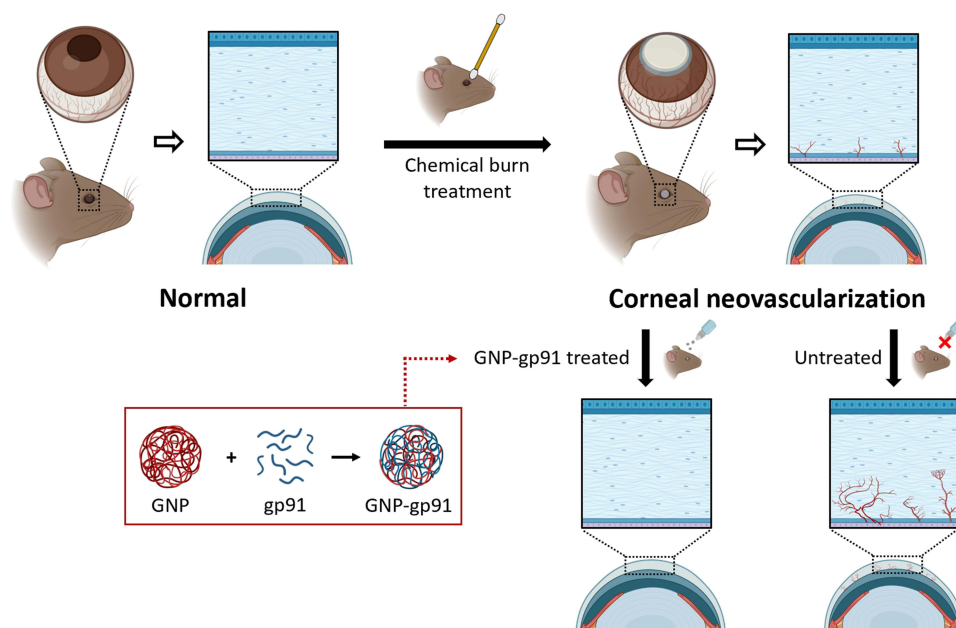 Chemical burn
treatment
Normal
Corneal neovascularization
GNP-gp91 treated
Untreated
+
GNP
gp91
GNP-gp91